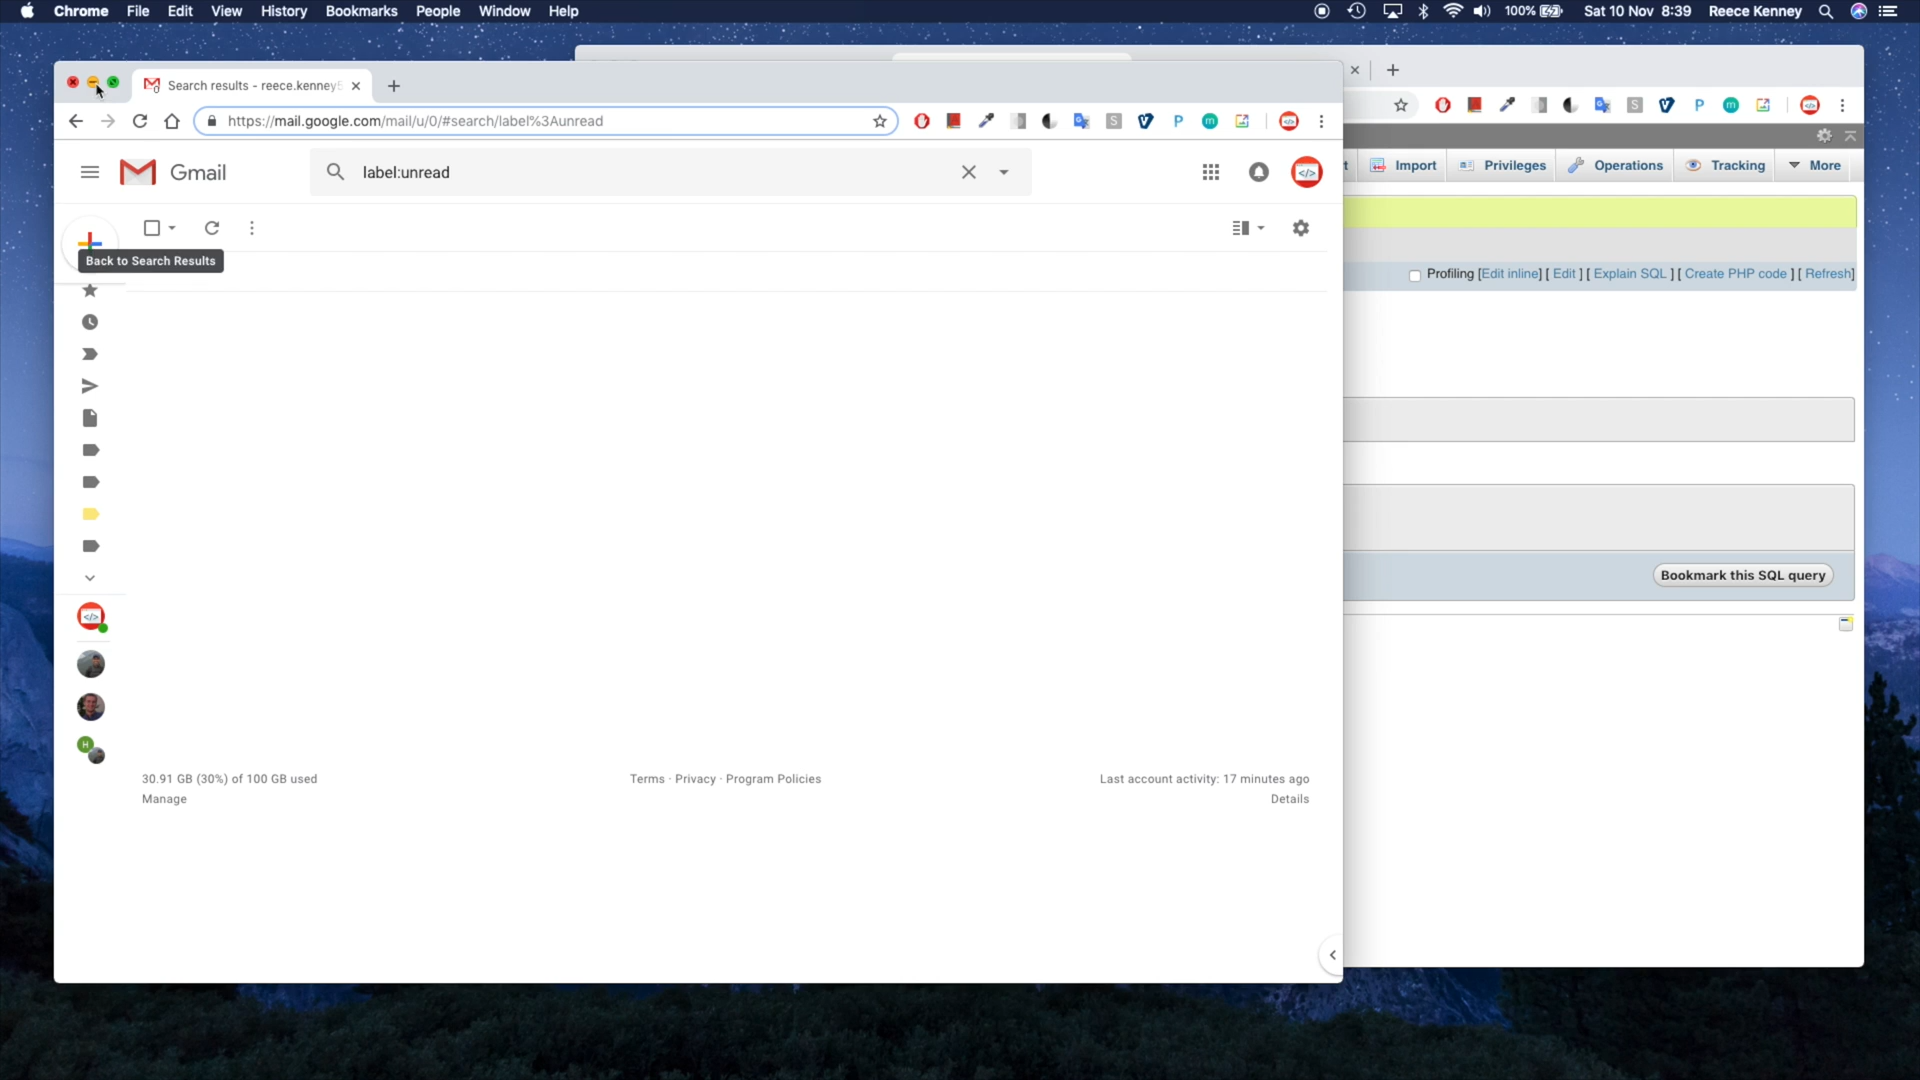 Chrome File Edit View History Bookmarks People Window Help 100% Sat 10 Nov 8:39 Reece Kenney
Search results - reece.kenney
https://mail.google.com/mail/u/0/#search/label%3Aunread
Gmail
label:unread
Import Privileges Operations Tracking More
Back to Search Results
Profiling [Edit inline] [ Edit ] [ Explain SQL ] [ Create PHP code ] [ Refresh]
Bookmark this SQL query
H
30.91 GB (30%) of 100 GB used
Manage
Terms · Privacy · Program Policies
Last account activity: 17 minutes ago
Details